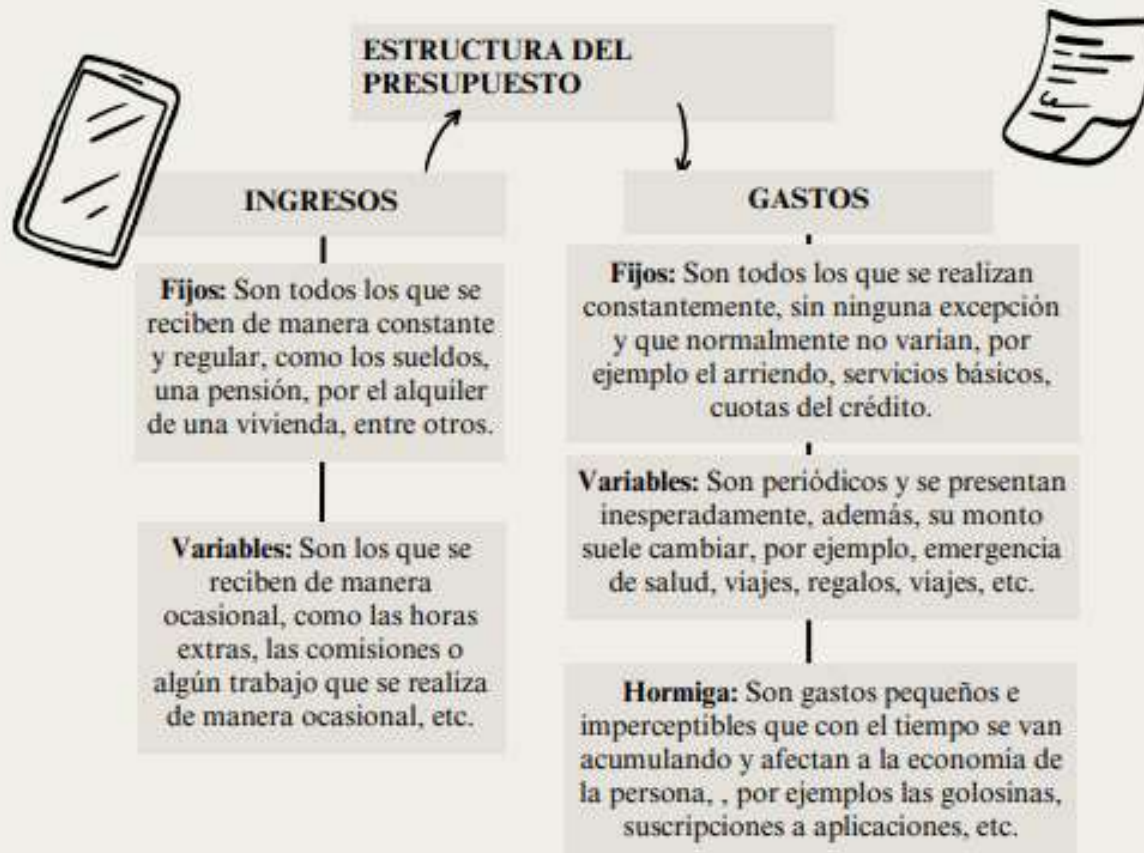 ESTRUCTURA DEL
PRESUPUESTO
INGRESOS
Fijos: Son todos los que se
reciben de manera constante
y regular, como los sueldos,
una pensión, por el alquiler
de una vivienda, entre otros.
Variables: Son los que se
reciben de manera
ocasional, como las horas
extras, las comisiones o
algún trabajo que se realiza
de manera ocasional, etc.
GASTOS
Fijos: Son todos los que se realizan
constantemente, sin ninguna excepción
y que normalmente no varían, por
ejemplo el arriendo, servicios básicos,
cuotas del crédito.
Variables: Son periódicos y se presentan
inesperadamente, además, su monto
suele cambiar, por ejemplo, emergencia
de salud, viajes, regalos, viajes, etc.
Hormiga: Son gastos pequeños e
imperceptibles que con el tiempo se van
acumulando y afectan a la economía de
la persona, , por ejemplos las golosinas,
suscripciones a aplicaciones, etc.